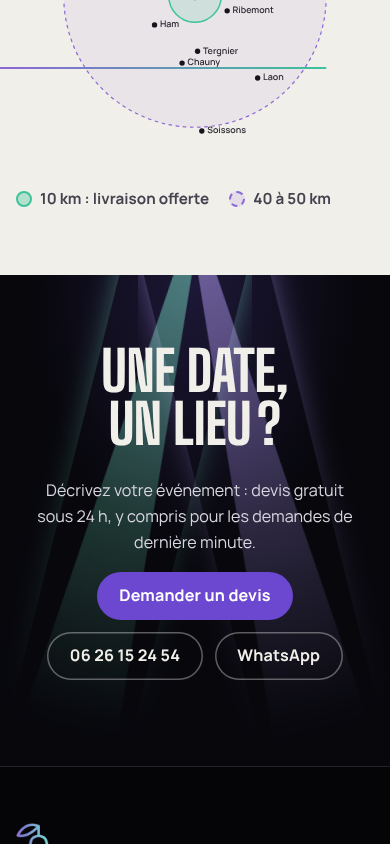 Ribemont
Ham
Tergnier
Chauny
Laon
Soissons
10 km : livraison offerte
40 à 50 km
UNE DATE,
UN LIEU ?
Décrivez votre événement : devis gratuit
sous 24 h, y compris pour les demandes de
dernière minute.
Demander un devis
06 26 15 24 54
WhatsApp